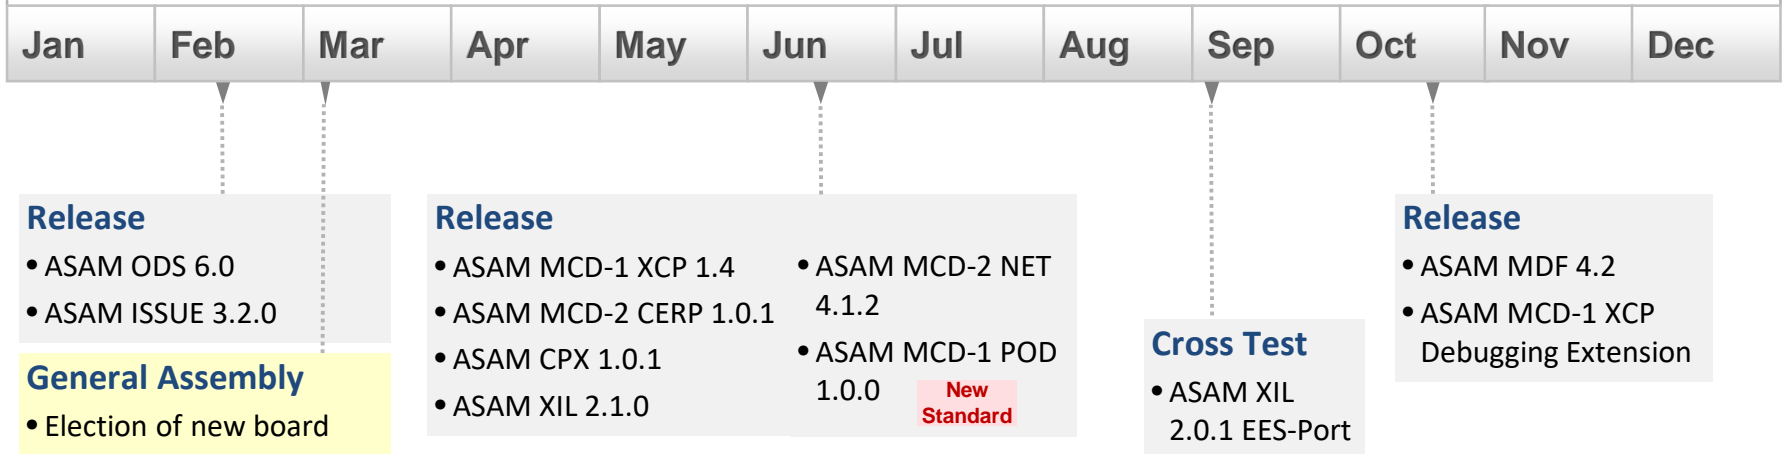 Jan Feb Mar Apr May Jun Jul Aug Sep Oct Nov Dec
Release
• ASAM ODS 6.0
• ASAM ISSUE 3.2.0
General Assembly
• Election of new board
Release
• ASAM MCD-1 XCP 1.4
• ASAM MCD-2 CERP 1.0.1
• ASAM CPX 1.0.1
• ASAM XIL 2.1.0
• ASAM MCD-2 NET
4.1.2
• ASAM MCD-1 POD
1.0.0
New
Standard
Cross Test
• ASAM XIL
2.0.1 EES-Port
Release
• ASAM MDF 4.2
• ASAM MCD-1 XCP
Debugging Extension